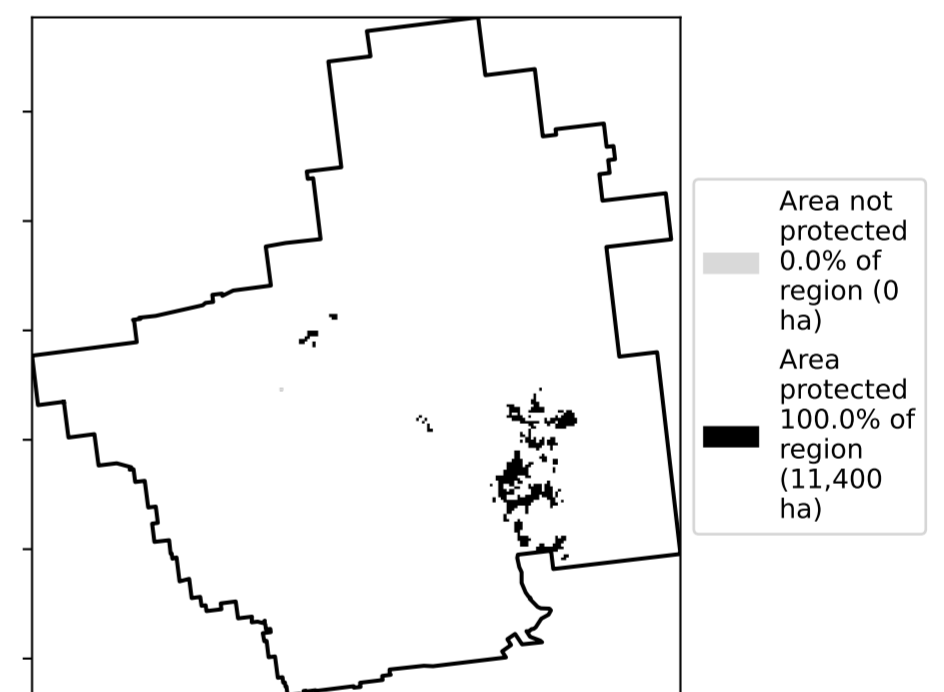 Area not
protected
0.0% of
region (0
ha)
Area
protected
100.0% of
region
(11,400
ha)